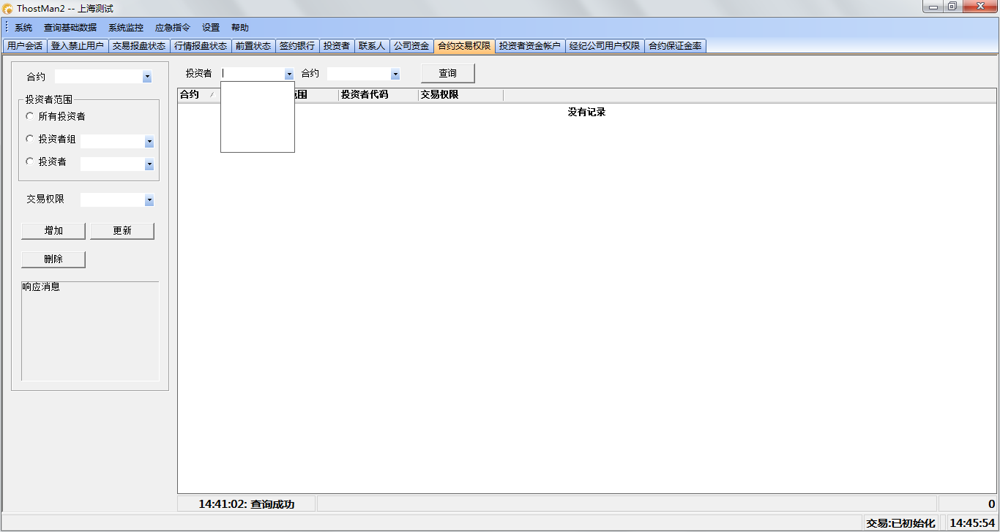 ThostMan2 -- 上海测试
系统 查询基础数据 系统监控 应急指令 设置 帮助
用户会话 登入禁止用户 交易报盘状态 行情报盘状态 前置状态 签约银行 投资者 联系人 公司资金 合约交易权限 投资者资金帐户 经纪公司用户权限 合约保证金率
合约
投资者范围
所有投资者
投资者组
投资者
交易权限
增加 更新
删除
响应消息
投资者 合约 查询
合约 范围 投资者代码 交易权限
没有记录
14:41:02: 查询成功 0
交易:已初始化 14:45:54